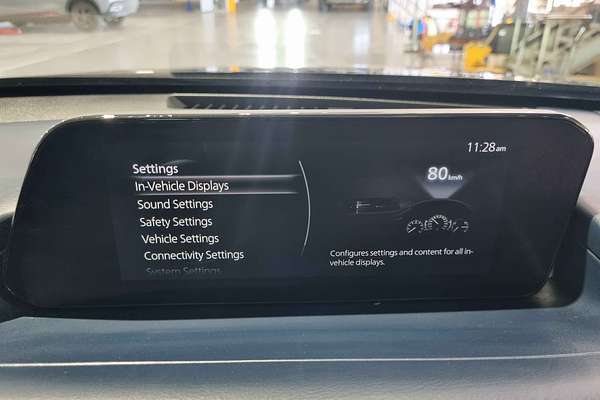 11:28am
Settings
In-Vehicle Displays
Sound Settings
Safety Settings
Vehicle Settings
Connectivity Settings
System Settings
80 km/h
Configures settings and content for all in-
vehicle displays.